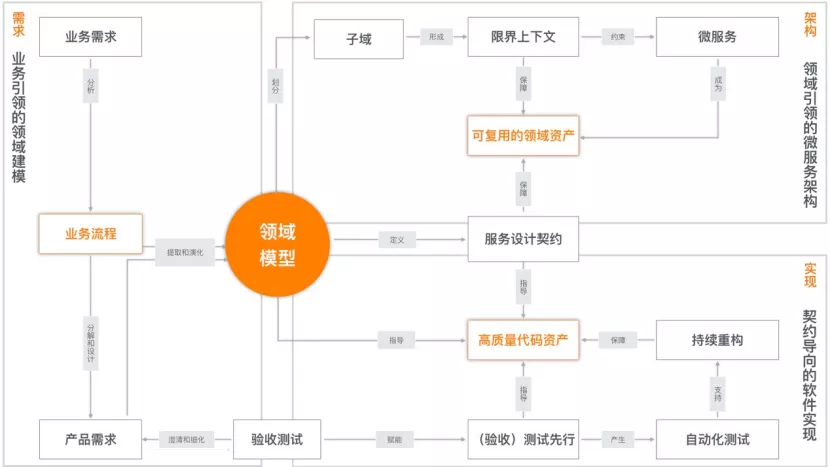 需求
业务引领的领域建模
业务需求
分析
业务流程
提取和演化
分解和设计
产品需求
澄清和细化
验收测试
领域
模型
划分
子域
形成
限界上下文
约束
微服务
保障
成为
可复用的领域资产
保障
定义
服务设计契约
架构
领域引领的微服务架构
指导
指导
高质量代码资产
保障
持续重构
指导
支持
赋能
（验收）测试先行
产生
自动化测试
实现
契约导向的软件实现